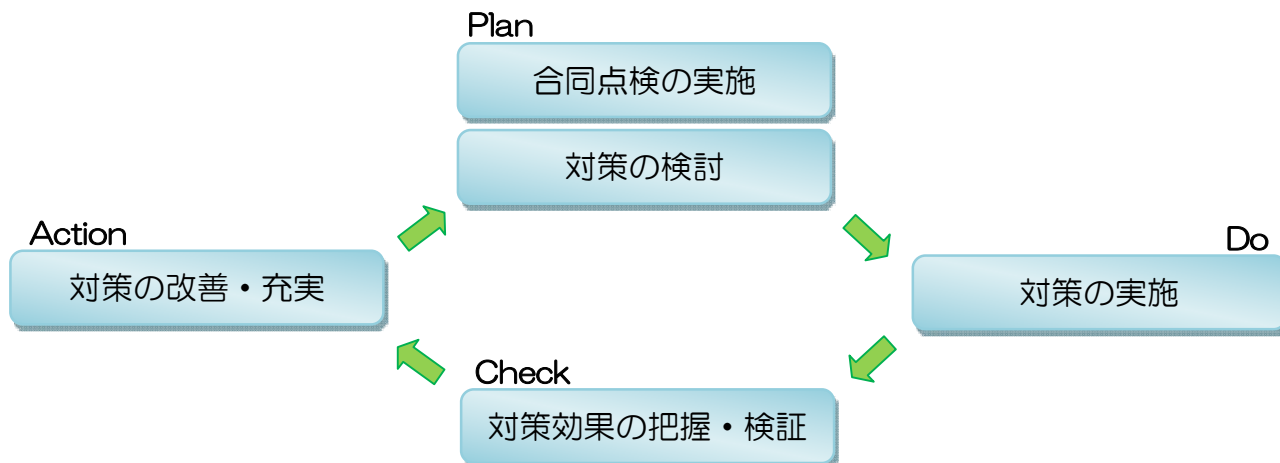 Plan
合同点検の実施
対策の検討
Action
対策の改善・充実
Do
対策の実施
Check
対策効果の把握・検証